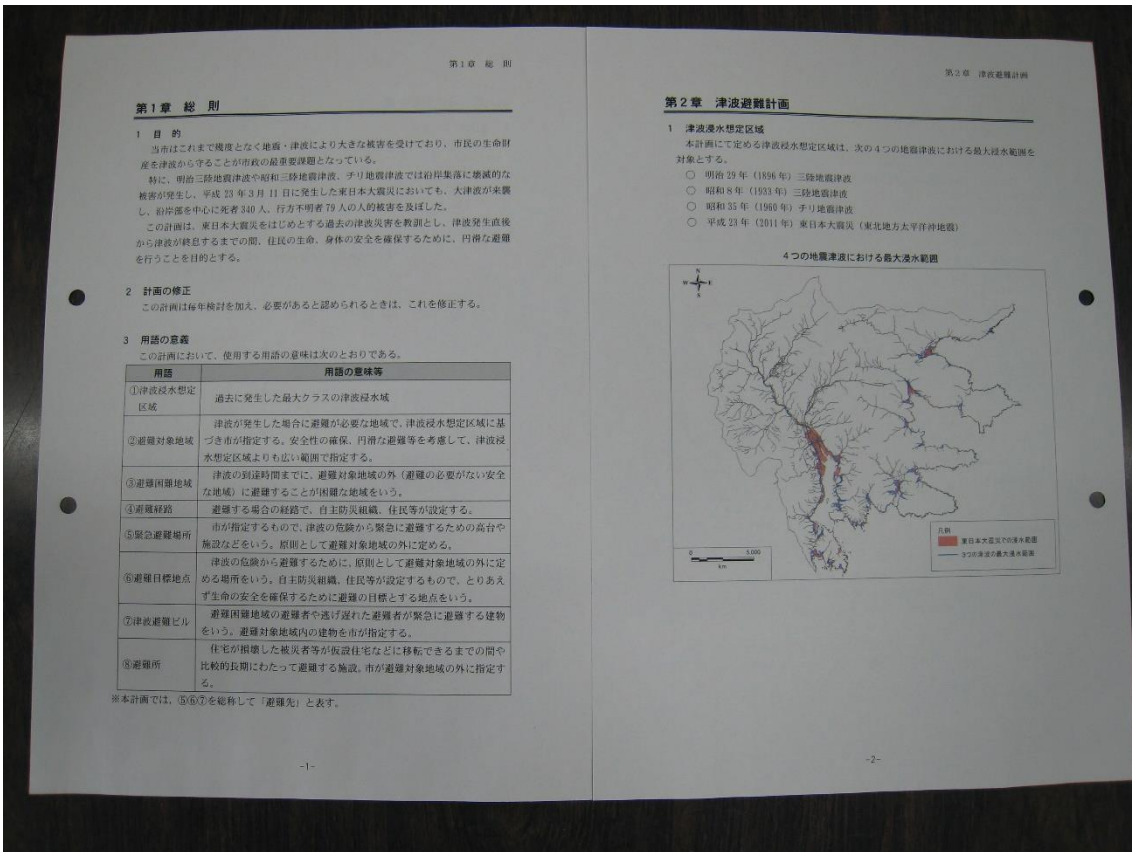 第1章 総 則
第1章 総 則
1 目 的
当市はこれまで幾度となく地震・津波により大きな被害を受けており、市民の生命財
産を津波から守ることが市政の最重要課題となっている。
特に、明治三陸地震津波や昭和三陸地震津波、チリ地震津波では沿岸集落に壊滅的な
被害が発生し、平成 23 年 3 月 11 日に発生した東日本大震災においても、大津波が来襲
し、沿岸部を中心に死者 340 人、行方不明者 79 人の人的被害を及ぼした。
この計画は、東日本大震災をはじめとする過去の津波災害を教訓とし、津波発生直後
から津波が終息するまでの間、住民の生命、身体の安全を確保するために、円滑な避難
を行うことを目的とする。
2 計画の修正
この計画は毎年検討を加え、必要があると認められるときは、これを修正する。
3 用語の意義
この計画において、使用する用語の意味は次のとおりである。
用語 用語の意味等
①津波浸水想定
区域
過去に発生した最大クラスの津波浸水域
②避難対象地域
津波が発生した場合に避難が必要な地域で、津波浸水想定区域に基
づき市が指定する。安全性の確保、円滑な避難等を考慮して、津波浸
水想定区域よりも広い範囲で指定する。
③避難困難地域
津波の到達時間までに、避難対象地域の外（避難の必要がない安全
な地域）に避難することが困難な地域をいう。
④避難経路
避難する場合の経路で、自主防災組織、住民等が設定する。
⑤緊急避難場所
市が指定するもので、津波の危険から緊急に避難するための高台や
施設などをいう。原則として避難対象地域の外に定める。
⑥避難目標地点
津波の危険から避難するために、原則として避難対象地域の外に定
める場所をいう。自主防災組織、住民等が設定するもので、とりあえ
ず生命の安全を確保するために避難の目標とする地点をいう。
⑦津波避難ビル
避難困難地域の避難者や逃げ遅れた避難者が緊急に避難する建物
をいう。避難対象地域内の建物を市が指定する。
⑧避難所
住宅が損壊した被災者等が仮設住宅などに移転できるまでの間や
比較的長期にわたって避難する施設。市が避難対象地域の外に指定す
る。
※本計画では、⑤⑥⑦を総称して「避難先」と表す。
-1-
第2章 津波避難計画
第2章 津波避難計画
1 津波浸水想定区域
本計画にて定める津波浸水想定区域は、次の4つの地震津波における最大浸水範囲を
対象とする。
○ 明治 29 年（1896 年）三陸地震津波
○ 昭和 8 年（1933 年）三陸地震津波
○ 昭和 35 年（1960 年）チリ地震津波
○ 平成 23 年（2011 年）東日本大震災（東北地方太平洋沖地震）
4つの地震津波における最大浸水範囲
N
W E
S
凡例
東日本大震災での浸水範囲
3つの津波の最大浸水範囲
0 5,000
km
-2-